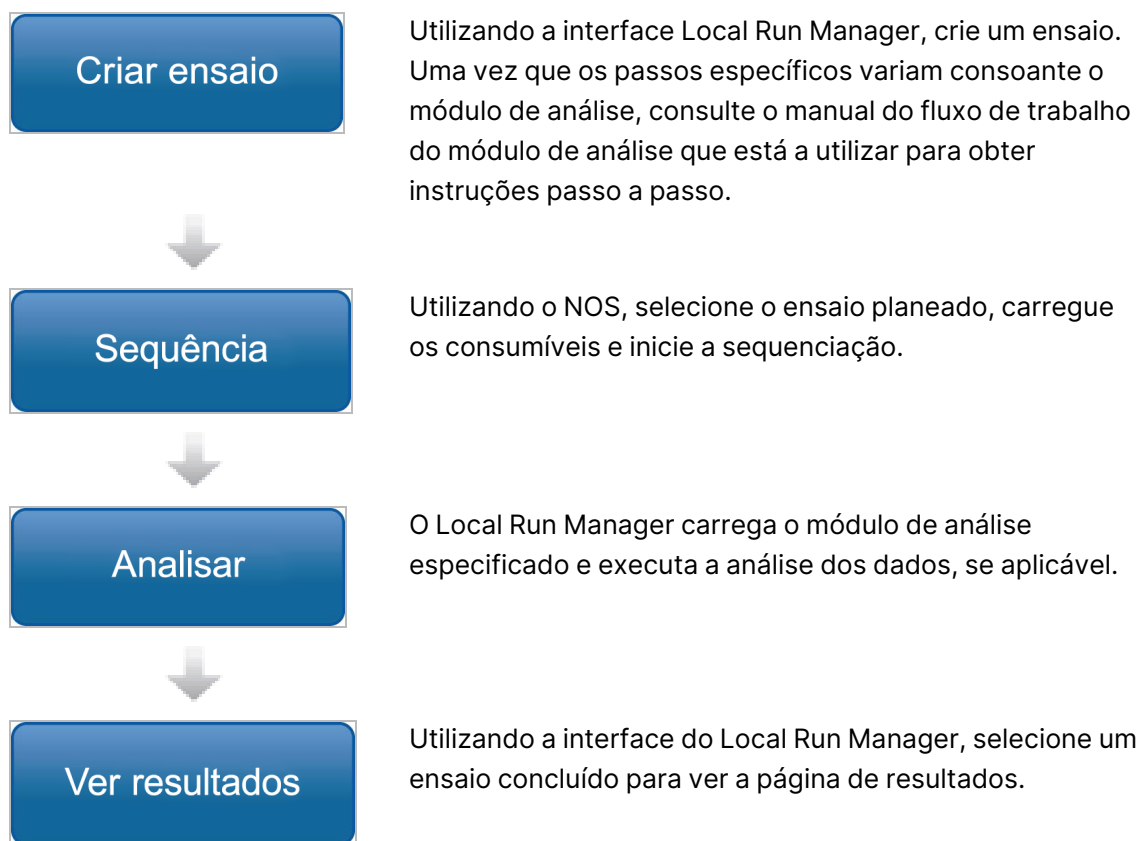 Criar ensaio
Utilizando a interface Local Run Manager, crie um ensaio.
Uma vez que os passos específicos variam consoante o
módulo de análise, consulte o manual do fluxo de trabalho
do módulo de análise que está a utilizar para obter
instruções passo a passo.
Sequência
Utilizando o NOS, selecione o ensaio planeado, carregue
os consumíveis e inicie a sequenciação.
Analisar
O Local Run Manager carrega o módulo de análise
especificado e executa a análise dos dados, se aplicável.
Ver resultados
Utilizando a interface do Local Run Manager, selecione um
ensaio concluído para ver a página de resultados.